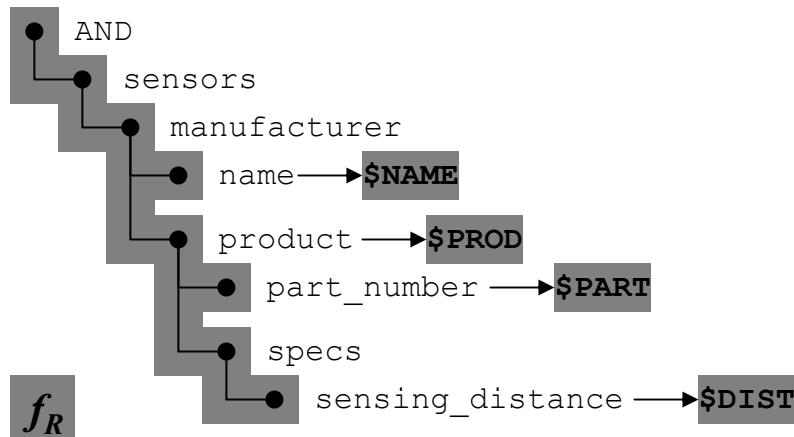 AND
sensors
manufacturer
name $NAME
product $PROD
part_number $PART
specs
sensing_distance $DIST
fR